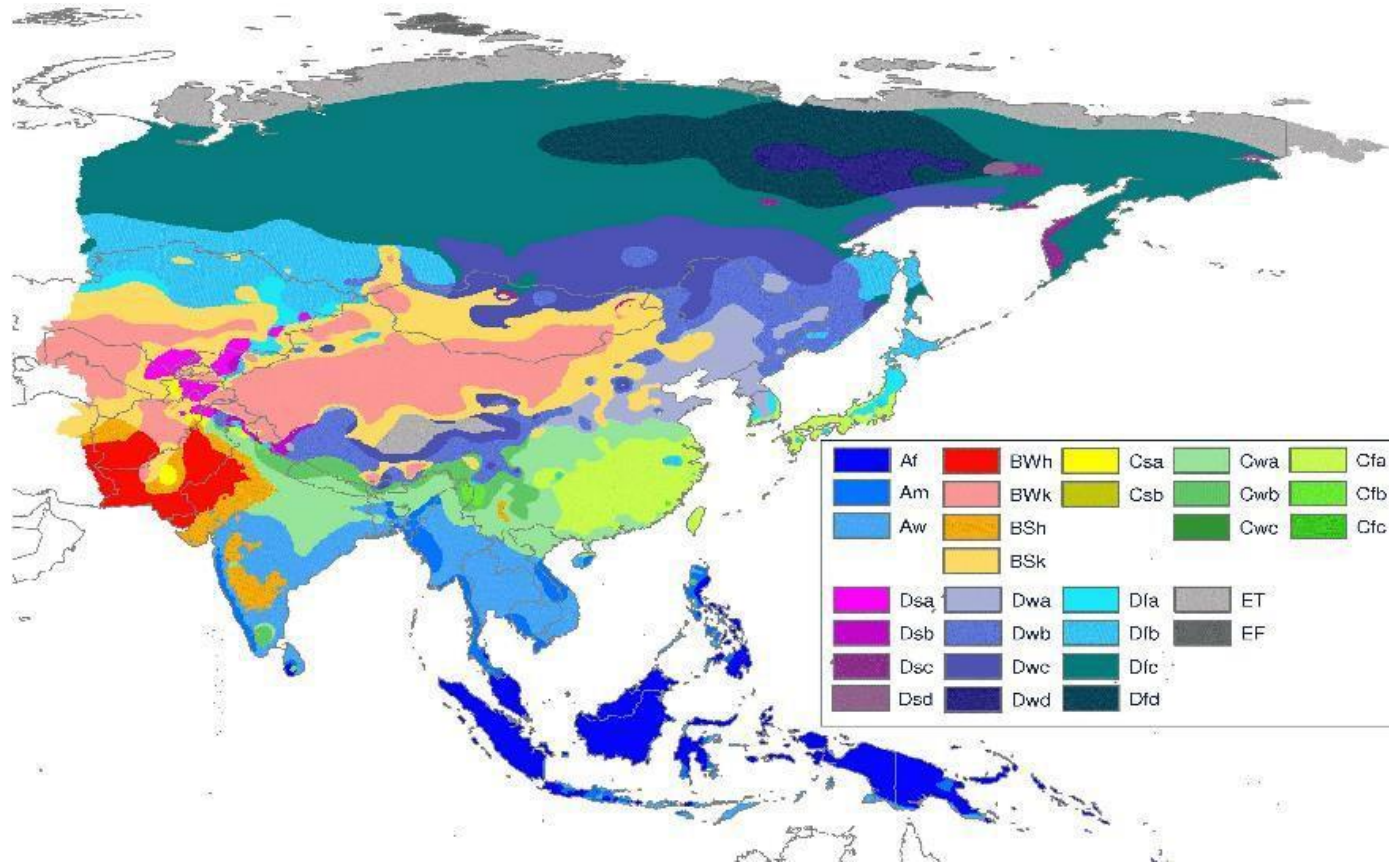 Af BWh Csa Cwa Cfa
Am BWk Csb Cwb Cfb
Aw BSh Cwc Cfc
BSk
Dsa Dwa Dfa ET
Dsb Dwb Dfb EF
Dsc Dwc Dfc
Dsd Dwd Dfd